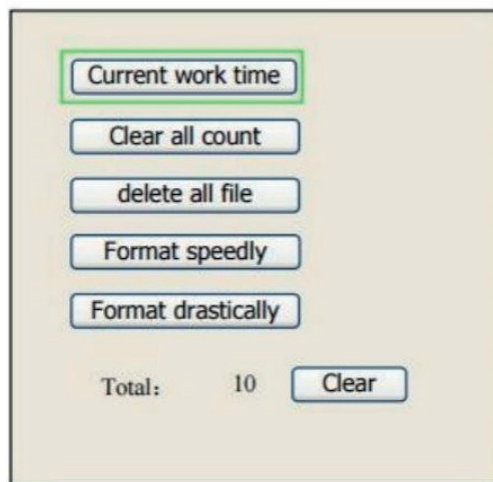 Current work time
Clear all count
delete all file
Format speedly
Format drastically
Total: 10 Clear